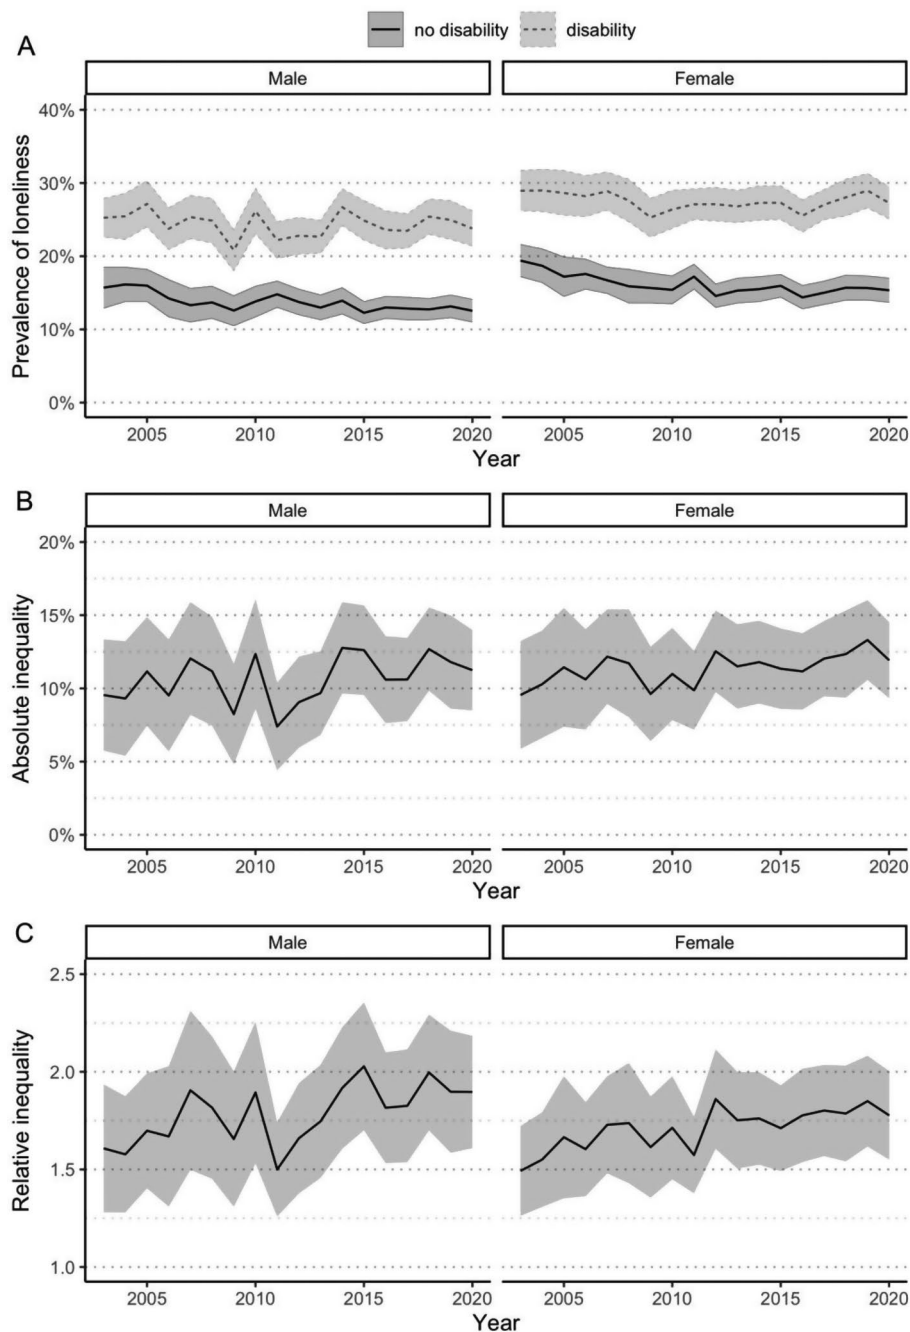 no disability disability
A
Male Female
Prevalence of loneliness
40%
30%
20%
10%
0%
2005 2010 2015 2020 2005 2010 2015 2020
Year
B
Male Female
Absolute inequality
20%
15%
10%
5%
0%
2005 2010 2015 2020 2005 2010 2015 2020
Year
C
Male Female
Relative inequality
2.5
2.0
1.5
1.0
2005 2010 2015 2020 2005 2010 2015 2020
Year